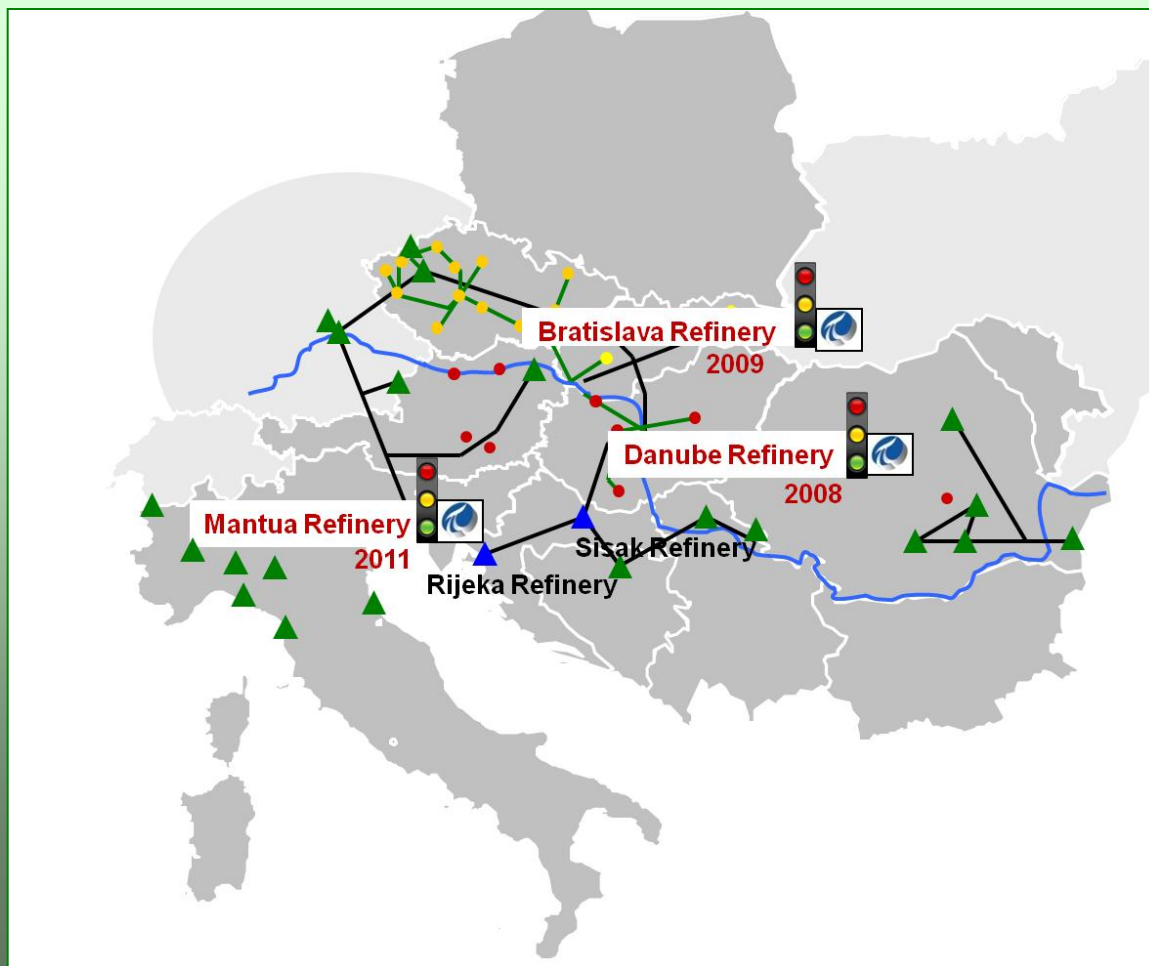 Bratislava Refinery
2009
Danube Refinery
2008
Mantua Refinery
2011
Sisak Refinery
Rijeka Refinery